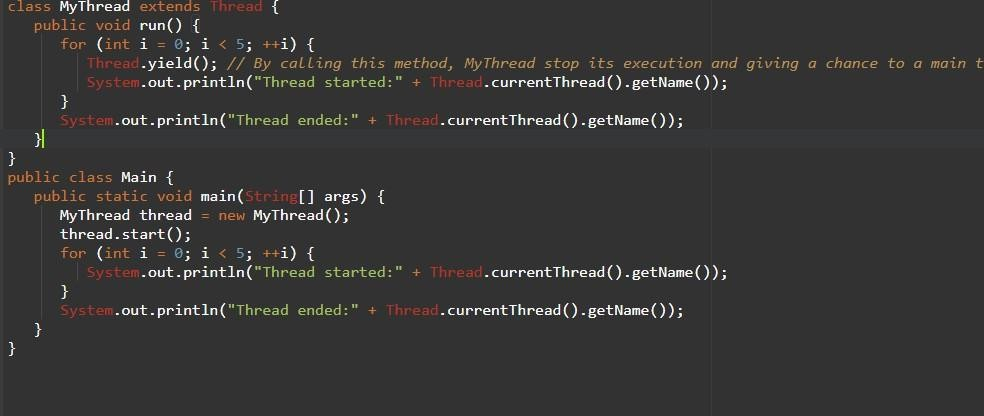 class MyThread extends Thread {
public void run() {
for (int i = 0; i < 5; ++i) {
Thread.yield(); // By calling this method, MyThread stop its execution and giving a chance to a main t
System.out.println("Thread started:" + Thread.currentThread().getName());
}
System.out.println("Thread ended:" + Thread.currentThread().getName());
}
}
public class Main {
public static void main(String[] args) {
MyThread thread = new MyThread();
thread.start();
for (int i = 0; i < 5; ++i) {
System.out.println("Thread started:" + Thread.currentThread().getName());
}
System.out.println("Thread ended:" + Thread.currentThread().getName());
}
}